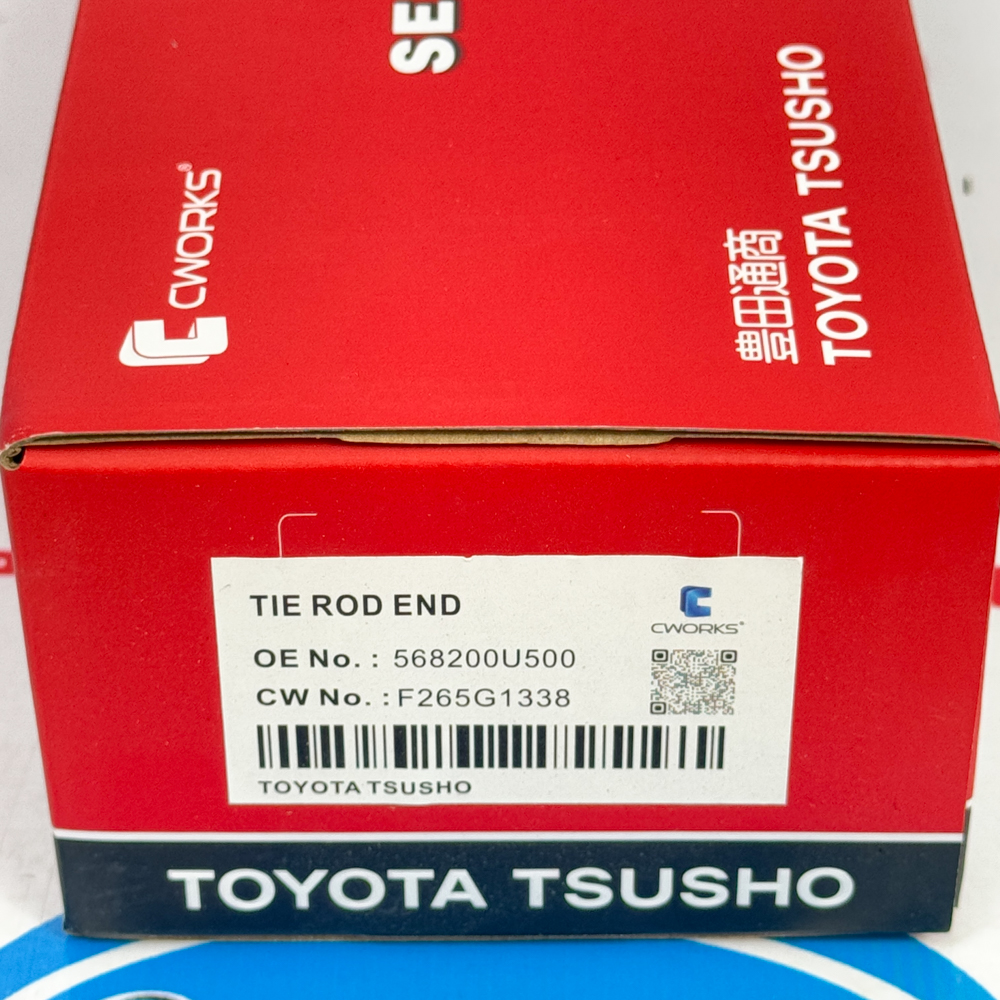 SE
CWORKS®
豊田通商
TOYOTA TSUSHO
TIE ROD END
CWORKS®
OE No. : 568200U500
CW No. : F265G1338
TOYOTA TSUSHO
TOYOTA TSUSHO